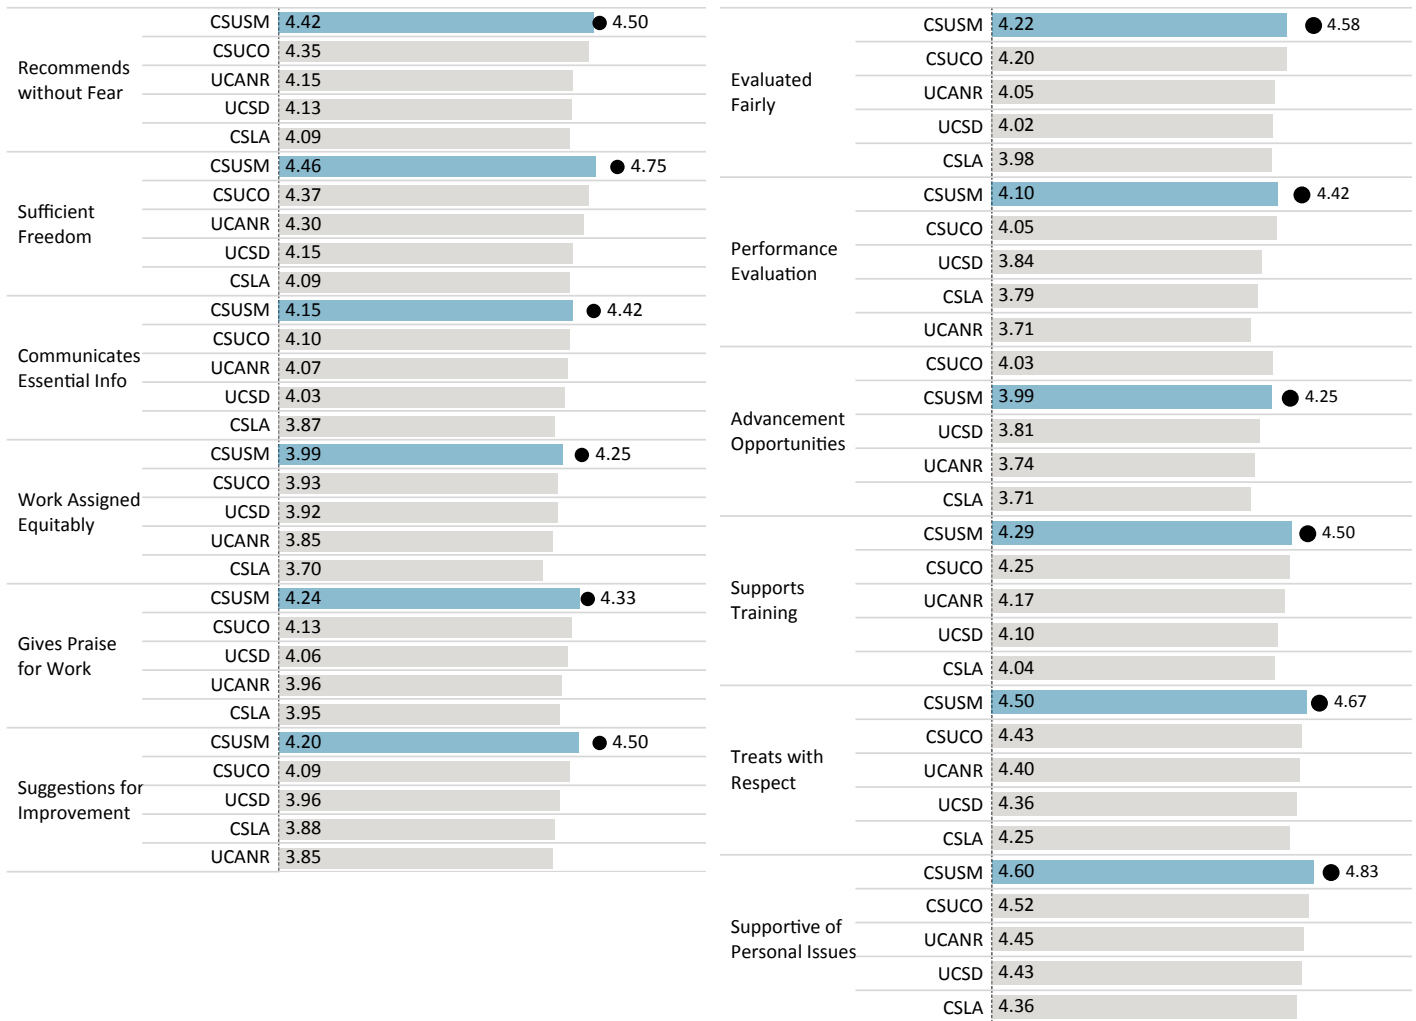 Recommends
without Fear
CSUSM 4.42 4.50
CSUCO 4.35
UCANR 4.15
UCSD 4.13
CSLA 4.09
Sufficient
Freedom
CSUSM 4.46 4.75
CSUCO 4.37
UCANR 4.30
UCSD 4.15
CSLA 4.09
Communicates
Essential Info
CSUSM 4.15 4.42
CSUCO 4.10
UCANR 4.07
UCSD 4.03
CSLA 3.87
Work Assigned
Equitably
CSUSM 3.99 4.25
CSUCO 3.93
UCSD 3.92
UCANR 3.85
CSLA 3.70
Gives Praise
for Work
CSUSM 4.24 4.33
CSUCO 4.13
UCSD 4.06
UCANR 3.96
CSLA 3.95
Suggestions for
Improvement
CSUSM 4.20 4.50
CSUCO 4.09
UCSD 3.96
CSLA 3.88
UCANR 3.85
Evaluated
Fairly
CSUSM 4.22 4.58
CSUCO 4.20
UCANR 4.05
UCSD 4.02
CSLA 3.98
Performance
Evaluation
CSUSM 4.10 4.42
CSUCO 4.05
UCSD 3.84
CSLA 3.79
UCANR 3.71
Advancement
Opportunities
CSUCO 4.03
CSUSM 3.99 4.25
UCSD 3.81
UCANR 3.74
CSLA 3.71
Supports
Training
CSUSM 4.29 4.50
CSUCO 4.25
UCANR 4.17
UCSD 4.10
CSLA 4.04
Treats with
Respect
CSUSM 4.50 4.67
CSUCO 4.43
UCANR 4.40
UCSD 4.36
CSLA 4.25
Supportive of
Personal Issues
CSUSM 4.60 4.83
CSUCO 4.52
UCANR 4.45
UCSD 4.43
CSLA 4.36